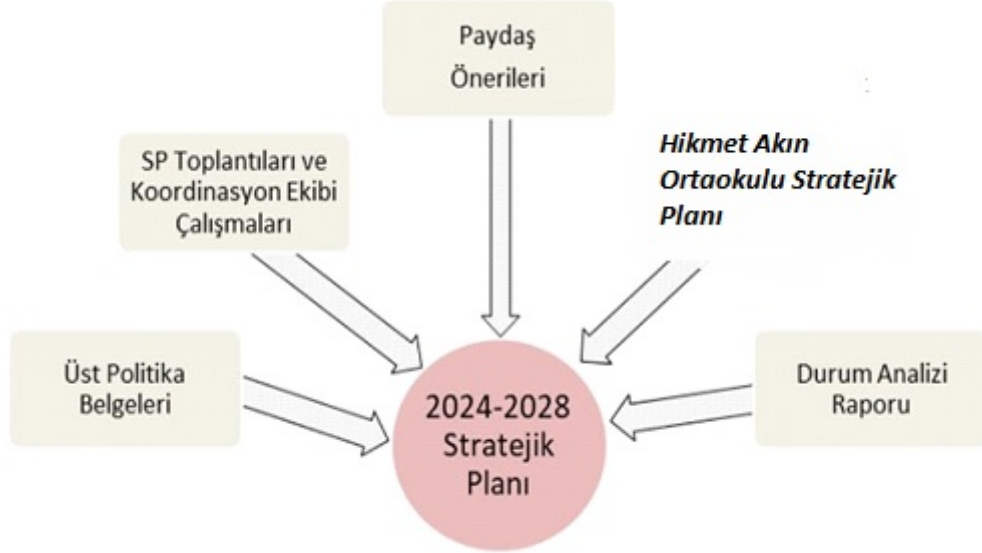 Paydaş
Önerileri
SP Toplantıları ve
Koordinasyon Ekibi
Çalışmaları
Hikmet Akın
Ortaokulu Stratejik
Planı
Üst Politika
Belgeleri
Durum Analizi
Raporu
2024-2028
Stratejik
Planı